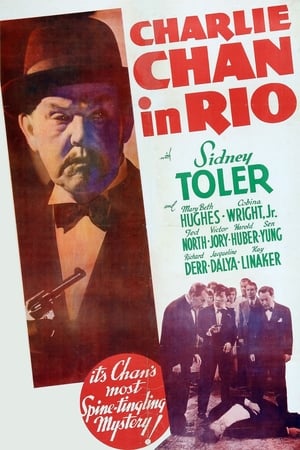 CHARLIE
CHAN
in RIO
with
Sidney
TOLER
and
Mary Beth Cobina
HUGHES-WRIGHT, Jr.
Ted Victor Harold Sen
NORTH-JORY-HUBER-YUNG
Richard Jacqueline Kay
DERR-DALYA-LINAKER
it's Chan's
most
Spine-tingling
Mystery!